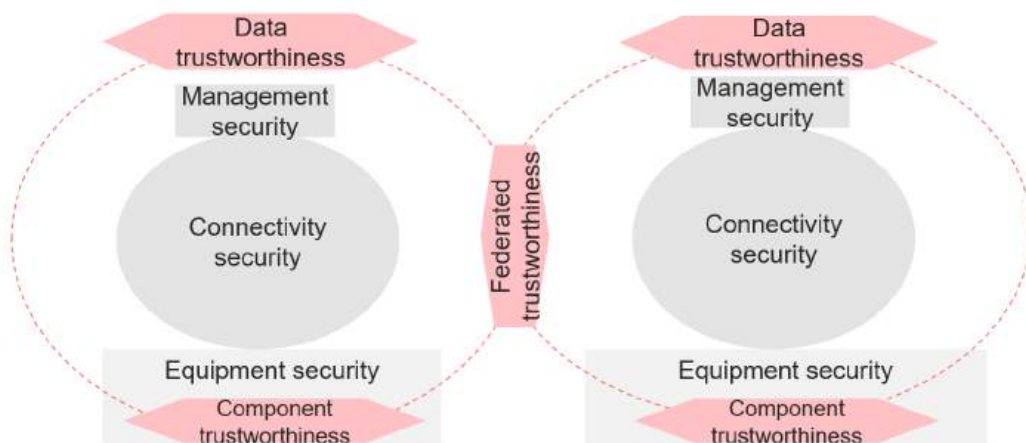 Data
trustworthiness
Management
security
Connectivity
security
Equipment security
Component
trustworthiness
Federated
trustworthiness
Data
trustworthiness
Management
security
Connectivity
security
Equipment security
Component
trustworthiness